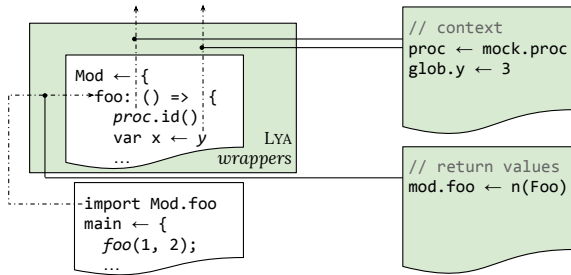 Mod ← {
foo: () => {
proc.id()
var x ← y
...
LYA
wrappers
import Mod.foo
main ← {
foo(1, 2);
...
// context
proc ← mock.proc
glob.y ← 3
// return values
mod.foo ← n(Foo)